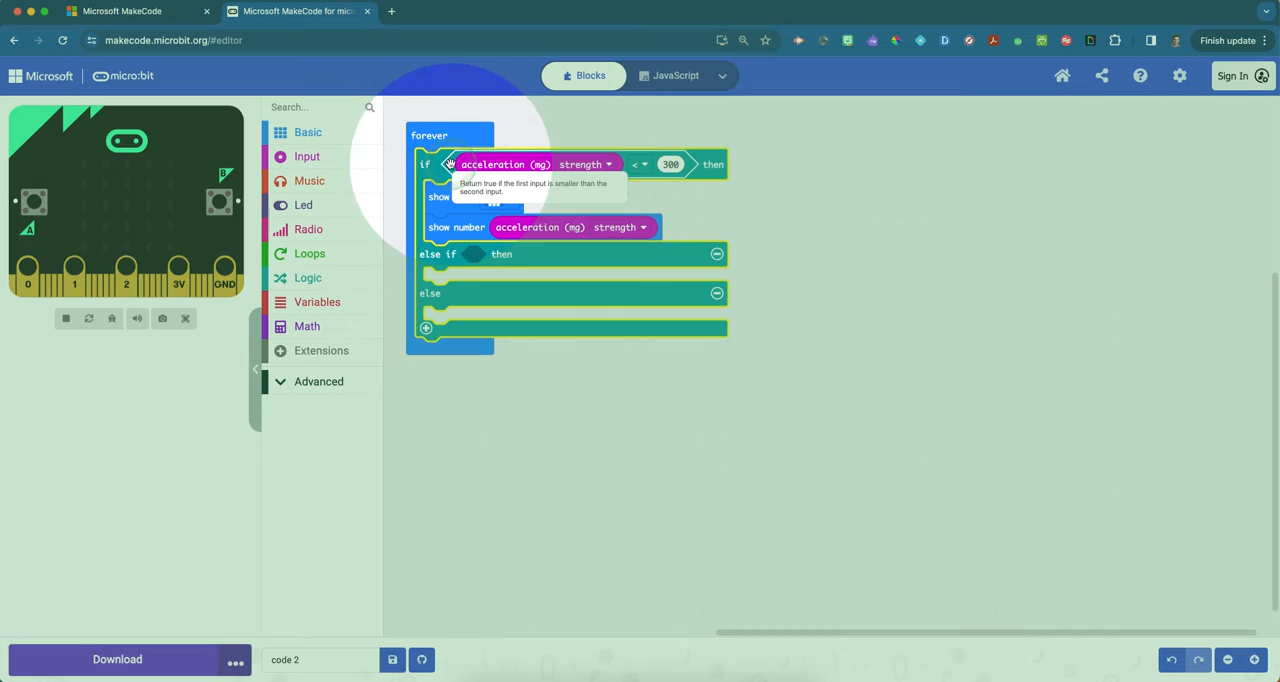 Microsoft MakeCode
Microsoft MakeCode for micr
makecode.microbit.org/#editor
Finish update
Microsoft
micro:bit
Blocks
JavaScript
Sign In
Search...
Basic
Input
Music
Led
Radio
Loops
Logic
Variables
Math
Extensions
Advanced
B
A
0 1 2 3V GND
forever
if acceleration (mg) strength < 300 then
Return true if the first input is smaller than the
second input.
show
show number acceleration (mg) strength
else if then
else
Download
code 2